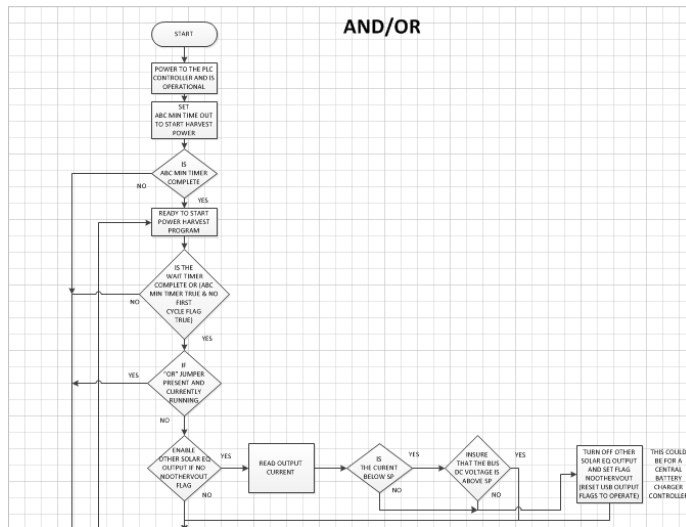 AND/OR
START
POWER TO THE PLC
CONTROLLER AND IS
OPERATIONAL
SET
ABC MIN TIME OUT
TO START HARVEST
POWER
IS
ABC MIN TIMER
COMPLETE
NO
YES
READY TO START
POWER HARVEST
PROGRAM
IS THE
WAIT TIMER
COMPLETE OR (ABC
MIN TIMER TRUE & NO
FIRST
CYCLE FLAG
TRUE)
NO
YES
IF
"OR" JUMPER
PRESENT AND
CURRENTLY
RUNNING
YES
NO
ENABLE
OTHER SOLAR EQ
OUTPUT IF NO
NOOTHERVOUT
FLAG
YES
NO
READ OUTPUT
CURRENT
IS
THE CURENT
BELOW SP
YES
NO
INSURE
THAT THE BUS
DC VOLTAGE IS
ABOVE SP
YES
NO
TURN OFF OTHER
SOLAR EQ OUTPUT
AND SET FLAG
NOOTHERVOUT
(RESET USB OUTPUT
FLAGS TO OPERATE)
THIS COULD
BE FOR A
CENTRAL
BATTERY
CHARGER
CONTROLLER